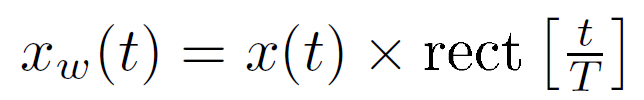 x_w(t) = x(t) × rect [t/T]